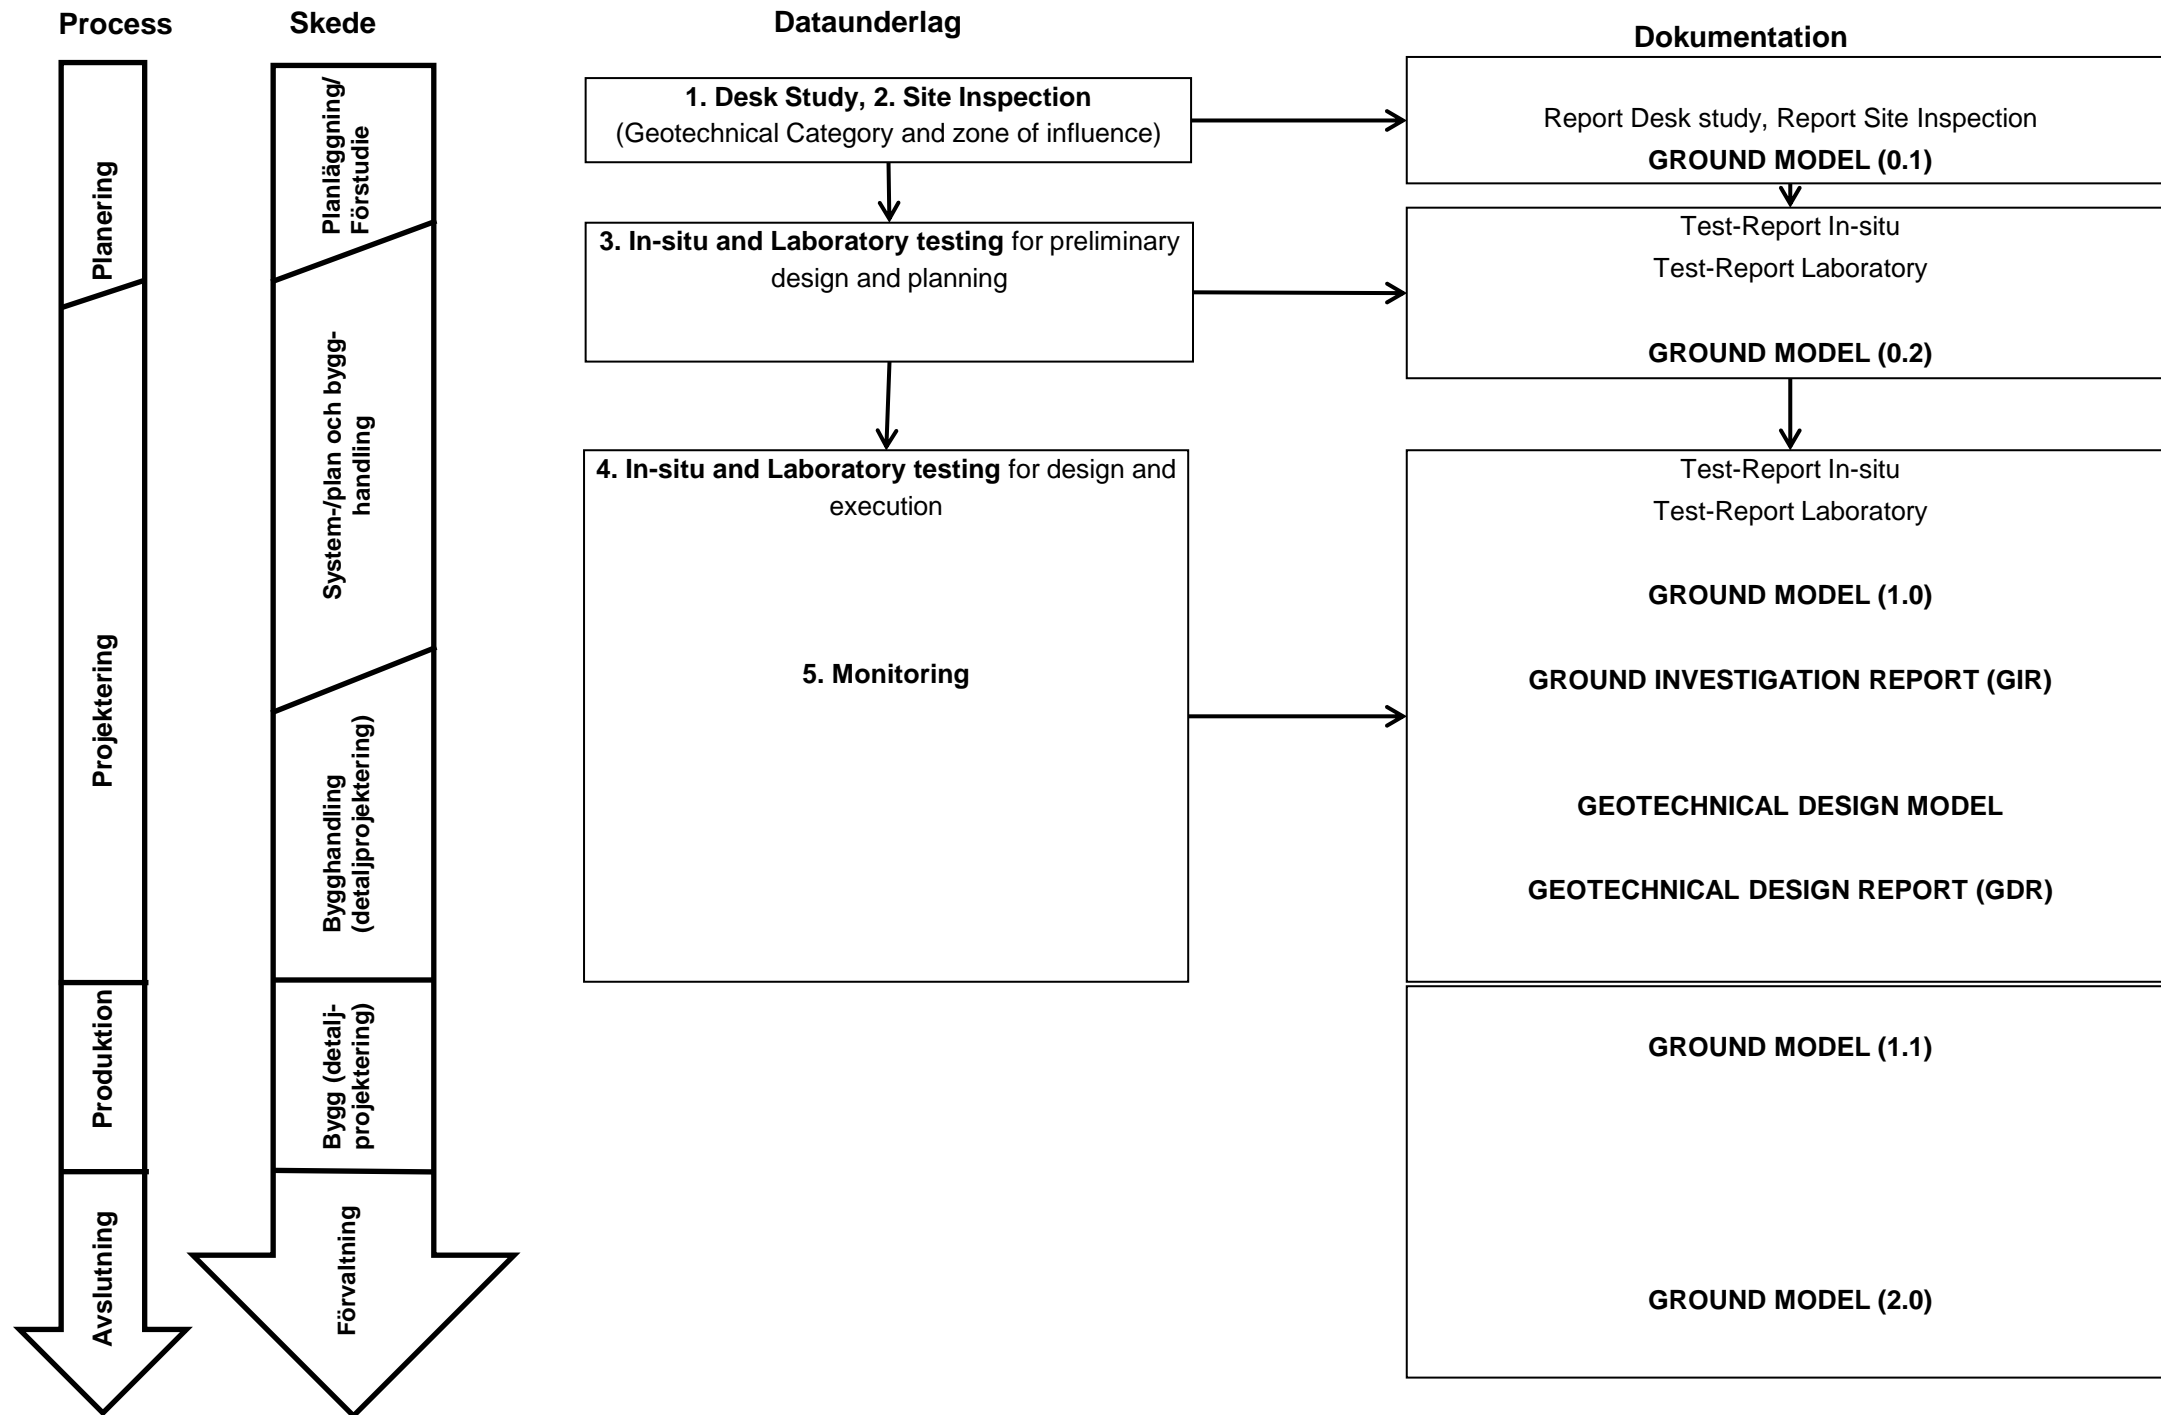 Process
Skede
Dataunderlag
Dokumentation
Planering
Projektering
Produktion
Avslutning
Planläggning/
Förstudie
System-/plan och bygg-
handling
Bygghandling
(detaljprojektering)
Bygg (detalj-
projektering)
Förvaltning
1. Desk Study, 2. Site Inspection
(Geotechnical Category and zone of influence)
3. In-situ and Laboratory testing for preliminary
design and planning
4. In-situ and Laboratory testing for design and
execution
5. Monitoring
Report Desk study, Report Site Inspection
GROUND MODEL (0.1)
Test-Report In-situ
Test-Report Laboratory
GROUND MODEL (0.2)
Test-Report In-situ
Test-Report Laboratory
GROUND MODEL (1.0)
GROUND INVESTIGATION REPORT (GIR)
GEOTECHNICAL DESIGN MODEL
GEOTECHNICAL DESIGN REPORT (GDR)
GROUND MODEL (1.1)
GROUND MODEL (2.0)